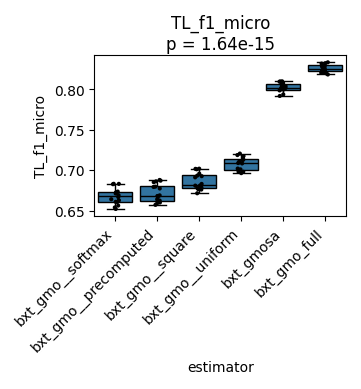 TL_f1_micro
p = 1.64e-15
TL_f1_micro
0.80
0.75
0.70
0.65
bxt_gmo__softmax
bxt_gmo__precomputed
bxt_gmo__square
bxt_gmo__uniform
bxt_gmosa
bxt_gmo_full
estimator